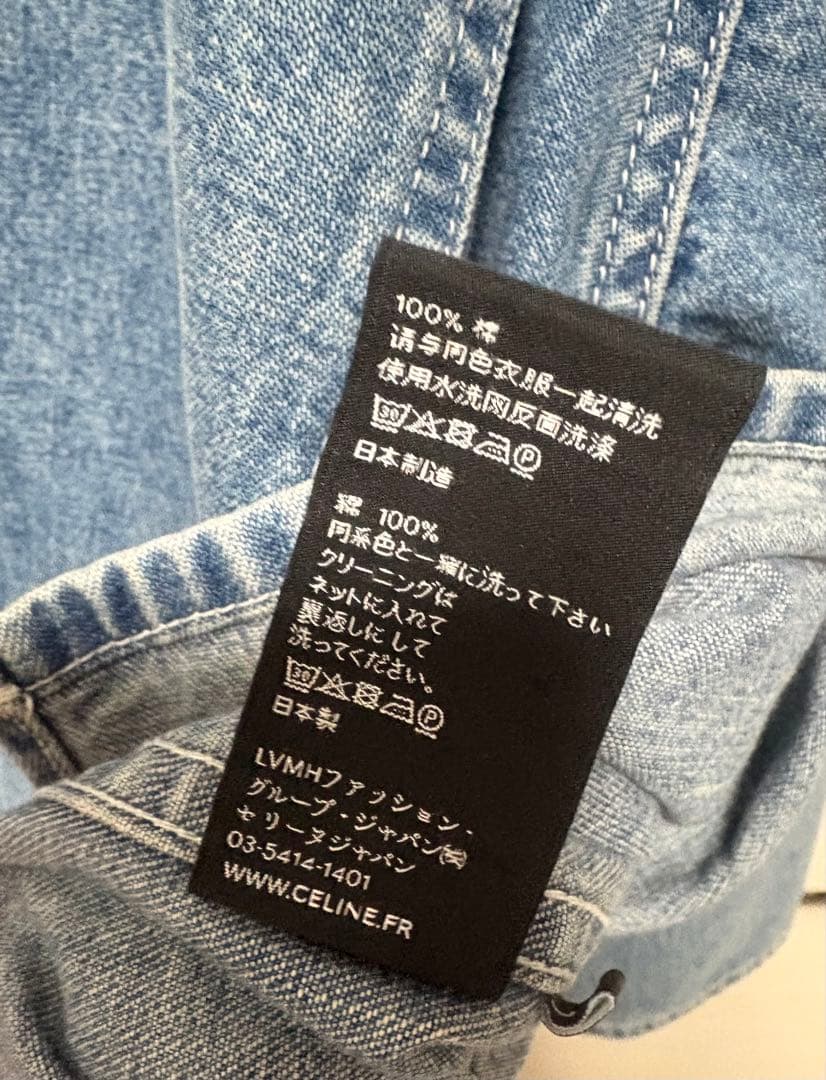 100% 棉
请与同色衣服一起清洗
使用水洗网反面洗涤
30 P
日本制造
綿 100%
同系色と一緒に洗って下さい
クリーニングは
ネットに入れて
裏返しにして
洗ってください。
30 P
日本製
LVMHファッション・
グループ・ジャパン㈱
セリーヌジャパン
03-5414-1401
WWW.CELINE.FR